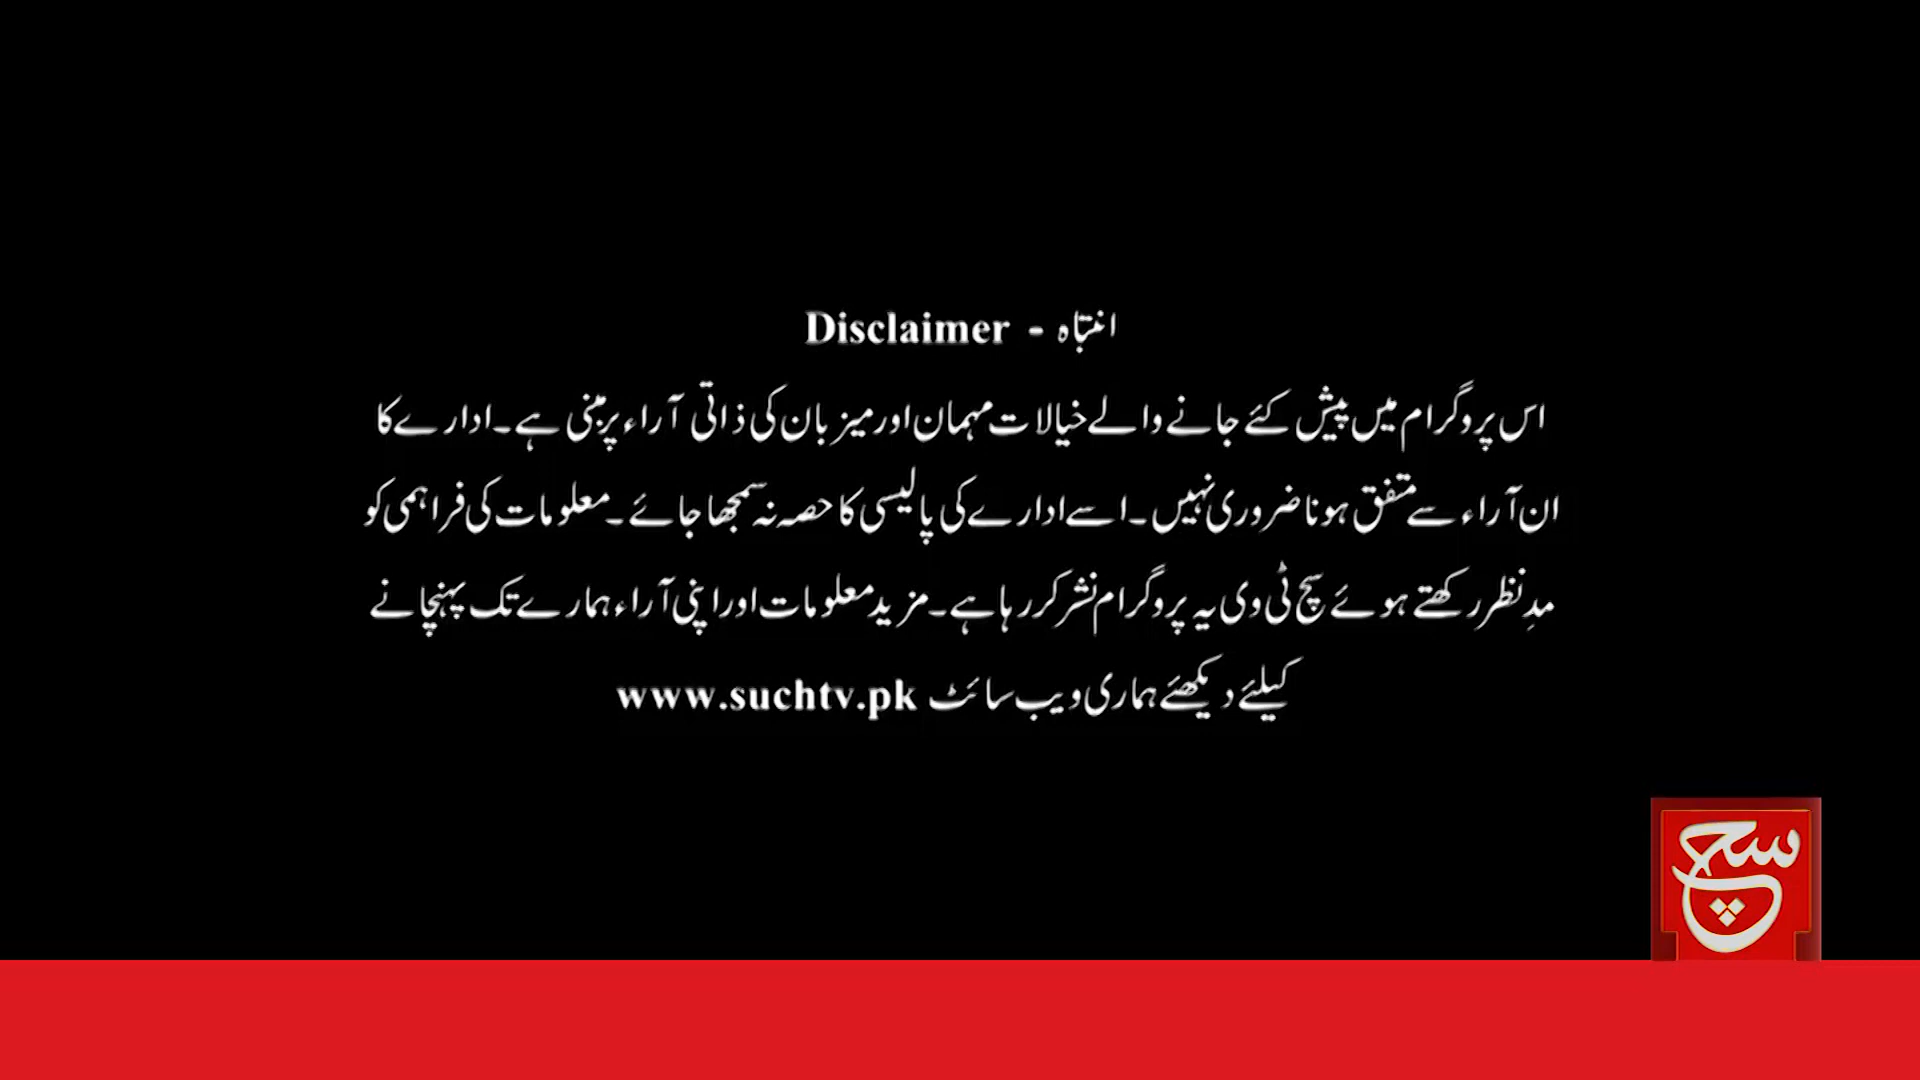 انتباہ - Disclaimer
اس پروگرام میں پیش کئے جانے والے خیالات مہمان اور میزبان کی ذاتی آراء پر مبنی ہے۔ ادارے کا
ان آراء سے متفق ہونا ضروری نہیں۔ اسے ادارے کی پالیسی کا حصہ نہ سمجھا جائے۔ معلومات کی فراہمی کو
مدِنظر رکھتے ہوئے سچ ٹی وی یہ پروگرام نشر کر رہا ہے۔ مزید معلومات اور اپنی آراء ہمارے تک پہنچانے
کیلئے دیکھئے ہماری ویب سائٹ www.suchtv.pk
سچ